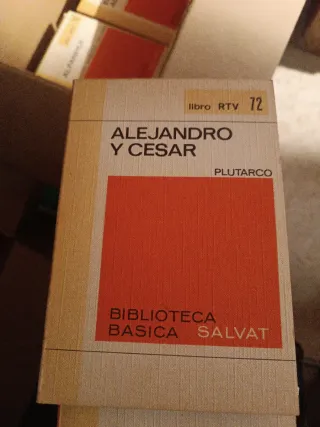 libro RTV 72
ALEJANDRO
Y CESAR
PLUTARCO
BIBLIOTECA
BASICA SALVAT